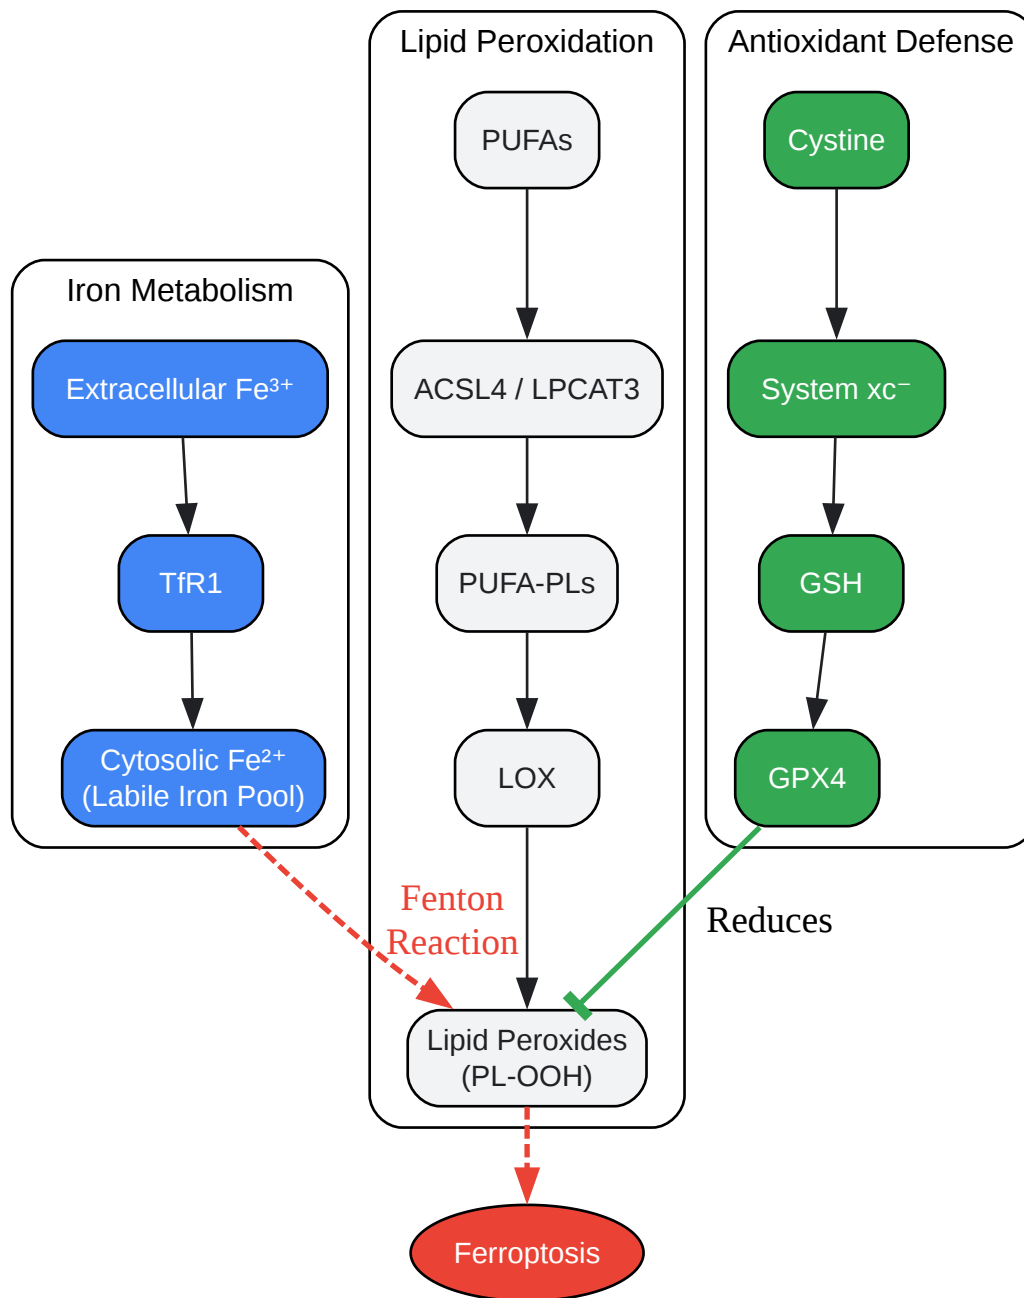 Lipid Peroxidation
Antioxidant Defense
PUFAs
Cystine
Iron Metabolism
Extracellular Fe³⁺
ACSL4 / LPCAT3
System xc⁻
TfR1
PUFA-PLs
GSH
Cytosolic Fe²⁺
(Labile Iron Pool)
LOX
GPX4
Fenton
Reaction
Reduces
Lipid Peroxides
(PL-OOH)
Ferroptosis